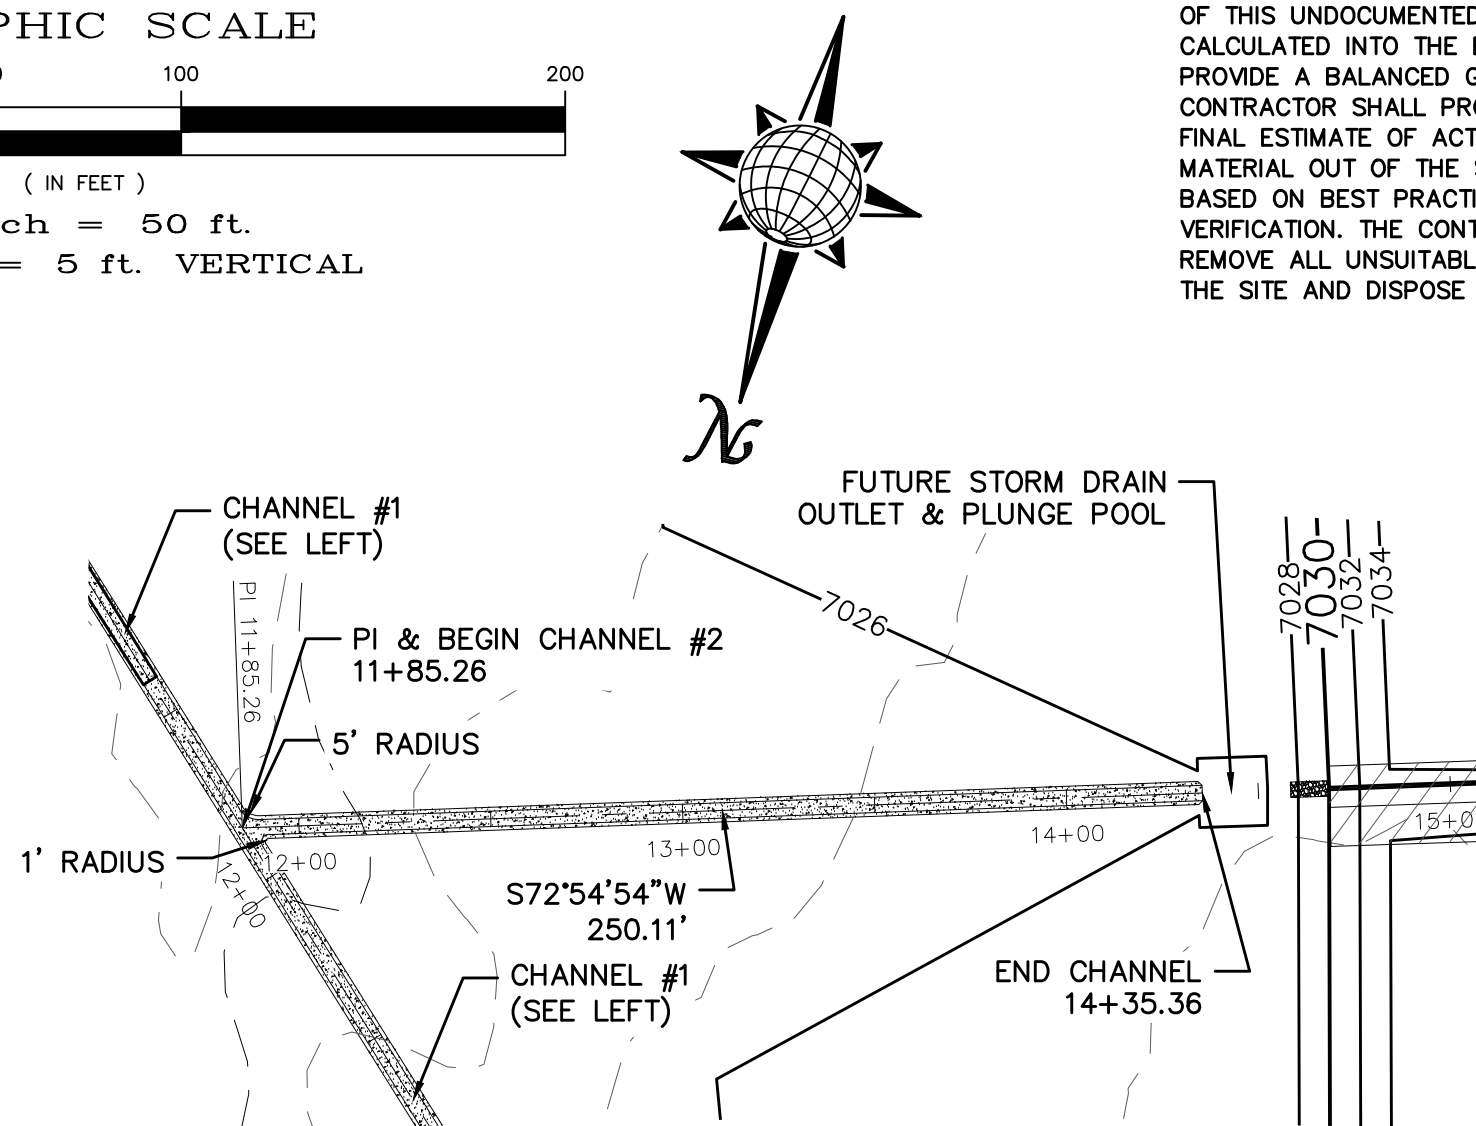 PHIC SCALE
100
200
( IN FEET )
ch = 50 ft.
= 5 ft. VERTICAL
N
OF THIS UNDOCUMENTED
CALCULATED INTO THE
PROVIDE A BALANCED
CONTRACTOR SHALL PRO
FINAL ESTIMATE OF ACT
MATERIAL OUT OF THE
BASED ON BEST PRACTI
VERIFICATION. THE CONT
REMOVE ALL UNSUITABL
THE SITE AND DISPOSE
CHANNEL #1
(SEE LEFT)
FUTURE STORM DRAIN
OUTLET & PLUNGE POOL
PI 11+85.26
PI & BEGIN CHANNEL #2
11+85.26
7026
7028
7030
7032
7034
5' RADIUS
1' RADIUS
12+00
12+00
13+00
14+00
15+0
S72°54'54"W
250.11'
CHANNEL #1
(SEE LEFT)
END CHANNEL
14+35.36